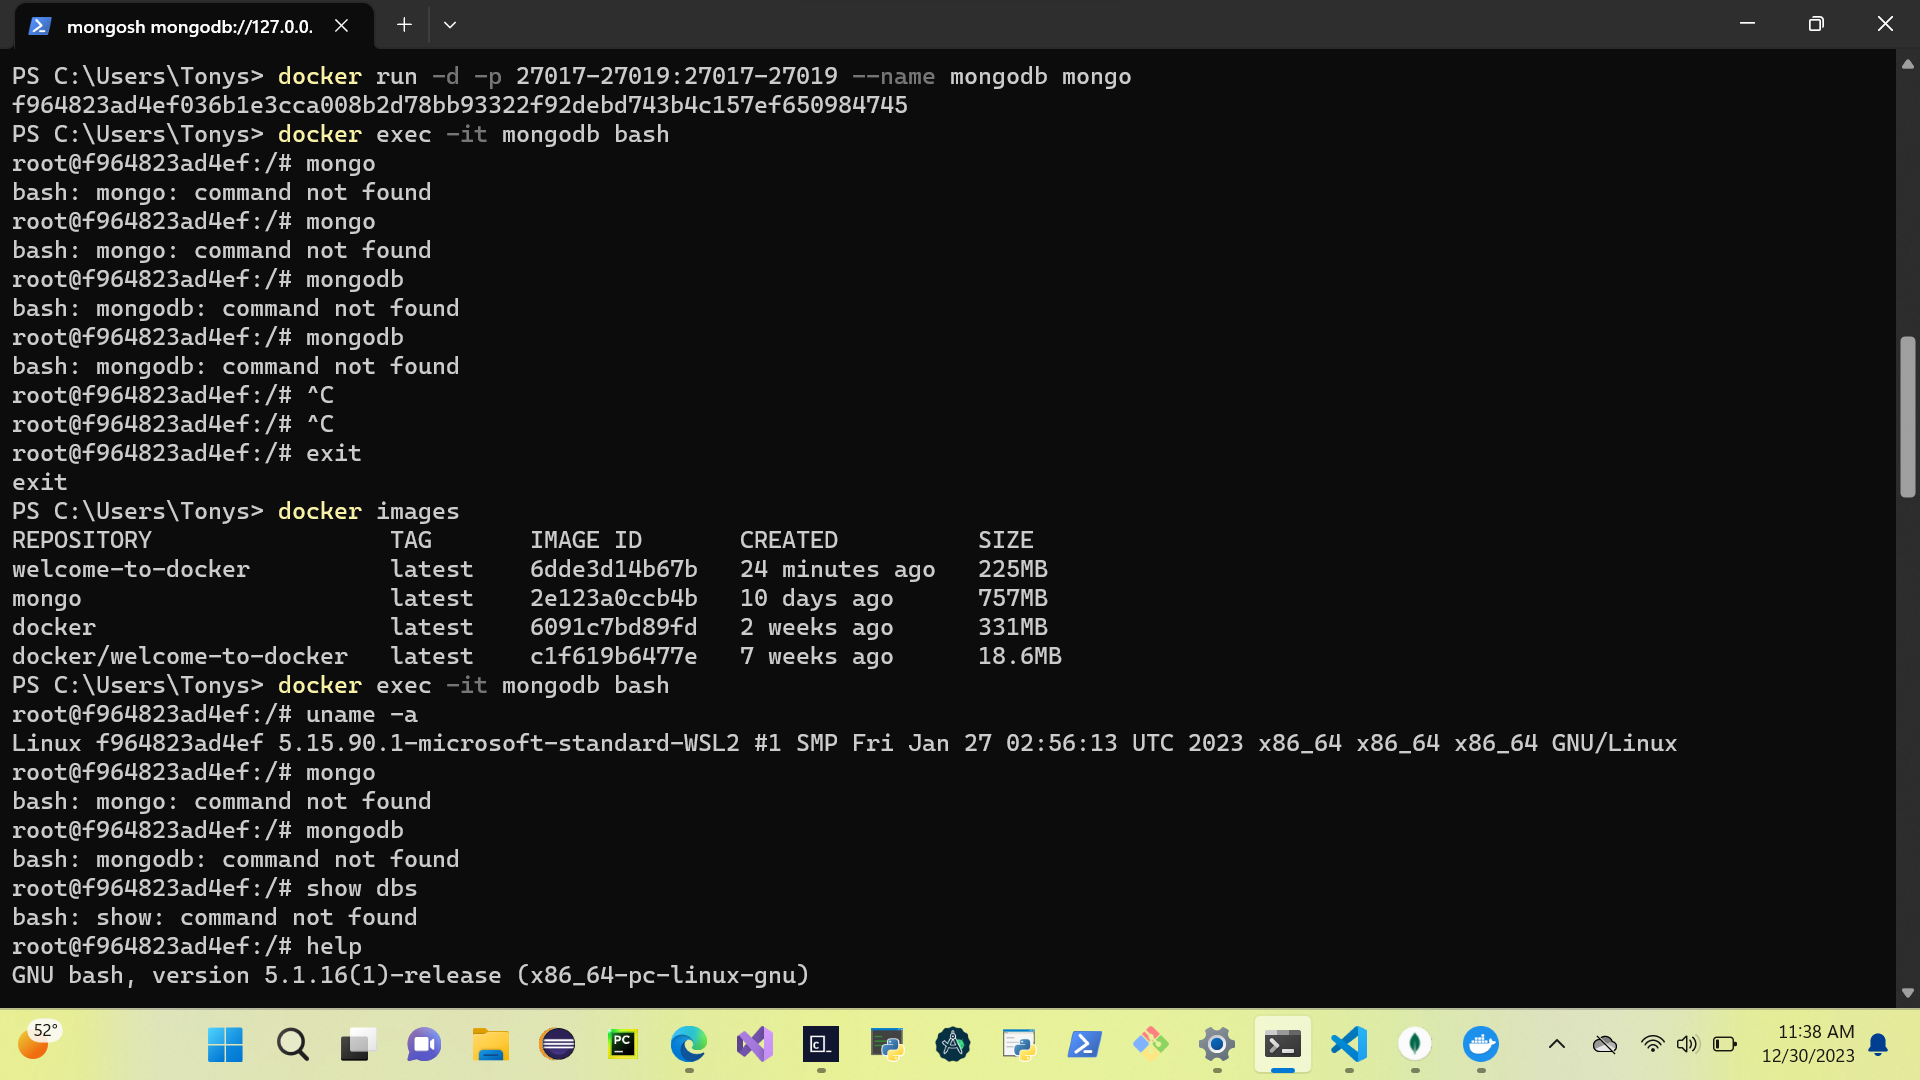 mongosh mongodb://127.0.0.
PS C:\Users\Tonys> docker run -d -p 27017-27019:27017-27019 --name mongodb mongo
f964823ad4ef036b1e3cca008b2d78bb93322f92debd743b4c157ef650984745
PS C:\Users\Tonys> docker exec -it mongodb bash
root@f964823ad4ef:/# mongo
bash: mongo: command not found
root@f964823ad4ef:/# mongo
bash: mongo: command not found
root@f964823ad4ef:/# mongodb
bash: mongodb: command not found
root@f964823ad4ef:/# mongodb
bash: mongodb: command not found
root@f964823ad4ef:/# ^C
root@f964823ad4ef:/# ^C
root@f964823ad4ef:/# exit
exit
PS C:\Users\Tonys> docker images
REPOSITORY TAG IMAGE ID CREATED SIZE
welcome-to-docker latest 6dde3d14b67b 24 minutes ago 225MB
mongo latest 2e123a0ccb4b 10 days ago 757MB
docker latest 6091c7bd89fd 2 weeks ago 331MB
docker/welcome-to-docker latest c1f619b6477e 7 weeks ago 18.6MB
PS C:\Users\Tonys> docker exec -it mongodb bash
root@f964823ad4ef:/# uname -a
Linux f964823ad4ef 5.15.90.1-microsoft-standard-WSL2 #1 SMP Fri Jan 27 02:56:13 UTC 2023 x86_64 x86_64 x86_64 GNU/Linux
root@f964823ad4ef:/# mongo
bash: mongo: command not found
root@f964823ad4ef:/# mongodb
bash: mongodb: command not found
root@f964823ad4ef:/# show dbs
bash: show: command not found
root@f964823ad4ef:/# help
GNU bash, version 5.1.16(1)-release (x86_64-pc-linux-gnu)
52°
PC
11:38 AM
12/30/2023